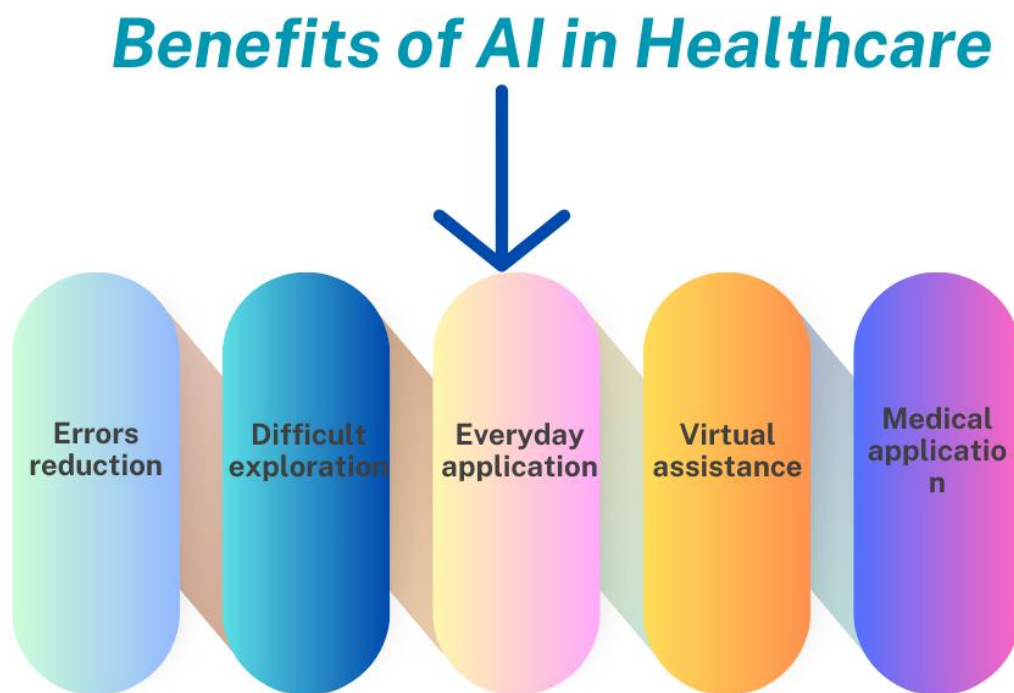 Benefits of AI in Healthcare
Errors
reduction
Difficult
exploration
Everyday
application
Virtual
assistance
Medical
applicatio
n